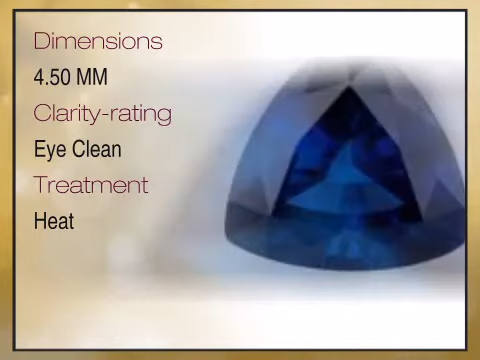 Dimensions
4.50 MM
Clarity-rating
Eye Clean
Treatment
Heat